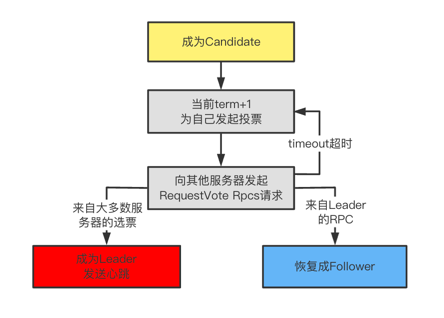 成为Candidate
当前term+1
为自己发起投票
timeout超时
向其他服务器发起
RequestVote Rpcs请求
来自大多数服
务器的选票
来自Leader
的RPC
成为Leader
发送心跳
恢复成Follower